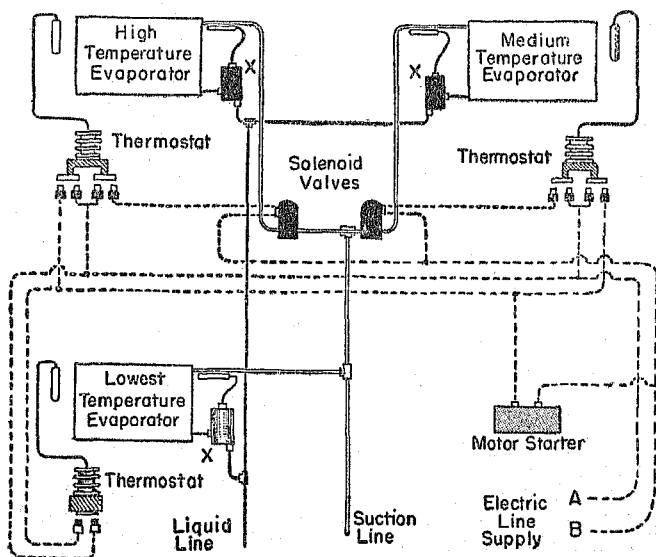 High
Temperature
Evaporator
X
X
Medium
Temperature
Evaporator
Thermostat
Solenoid
Valves
Thermostat
Lowest
Temperature
Evaporator
X
Thermostat
Motor Starter
Liquid
Line
Suction
Line
Electric
Line
Supply
A
B